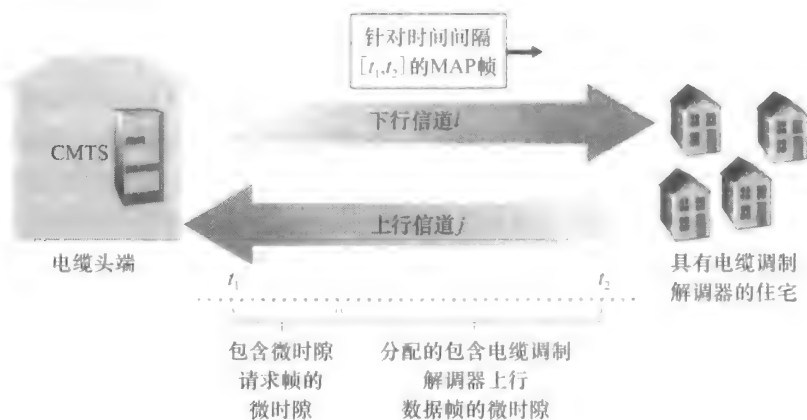 针对时间间隔
[t₁,t₂]的MAP帧
下行信道i
CMTS
上行信道j
电缆头端
具有电缆调制
解调器的住宅
t₁
t₂
包含微时隙
请求帧的
微时隙
分配的包含电缆调制
解调器上行
数据帧的微时隙